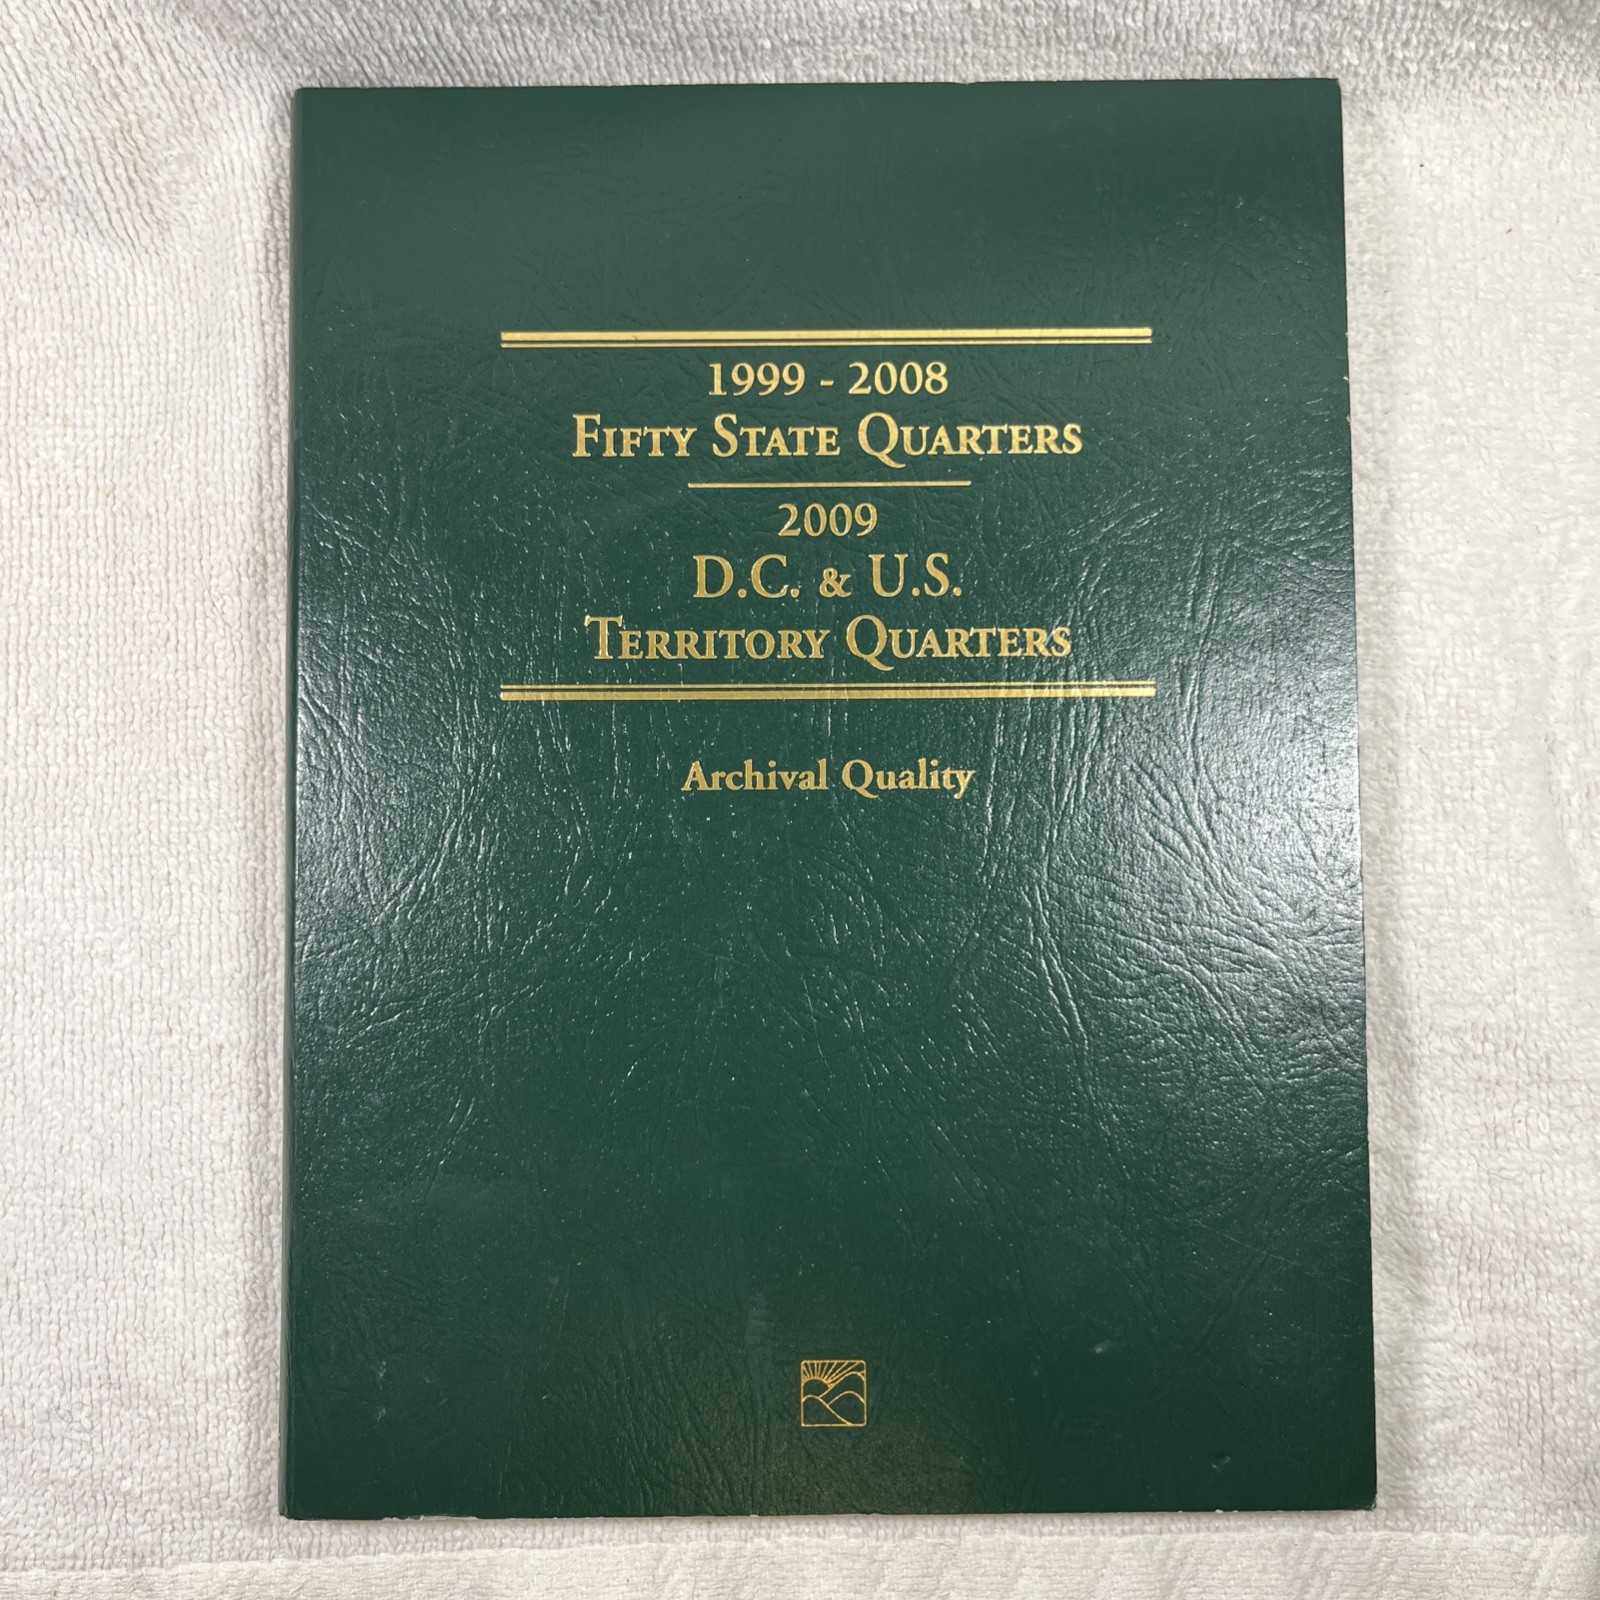 1999 - 2008
Fifty State Quarters
2009
D.C. & U.S.
Territory Quarters
Archival Quality